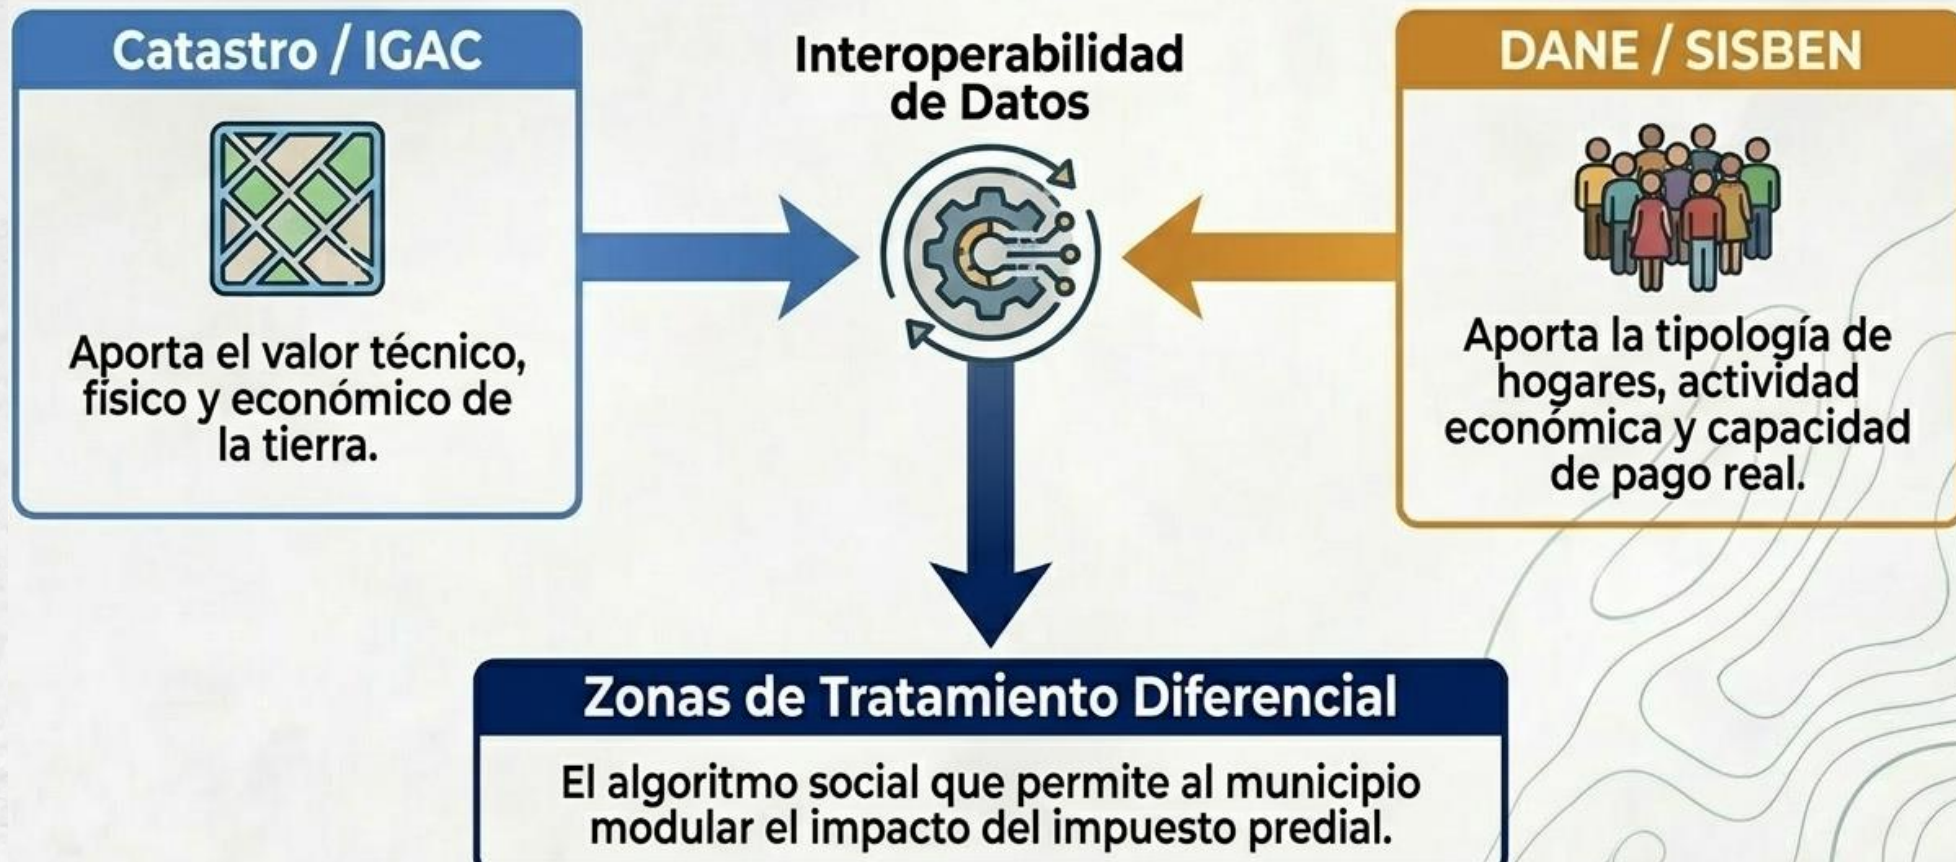 Catastro / IGAC
Aporta el valor técnico,
físico y económico de
la tierra.
Interoperabilidad
de Datos
DANE / SISBEN
Aporta la tipología de
hogares, actividad
económica y capacidad
de pago real.
Zonas de Tratamiento Diferencial
El algoritmo social que permite al municipio
modular el impacto del impuesto predial.